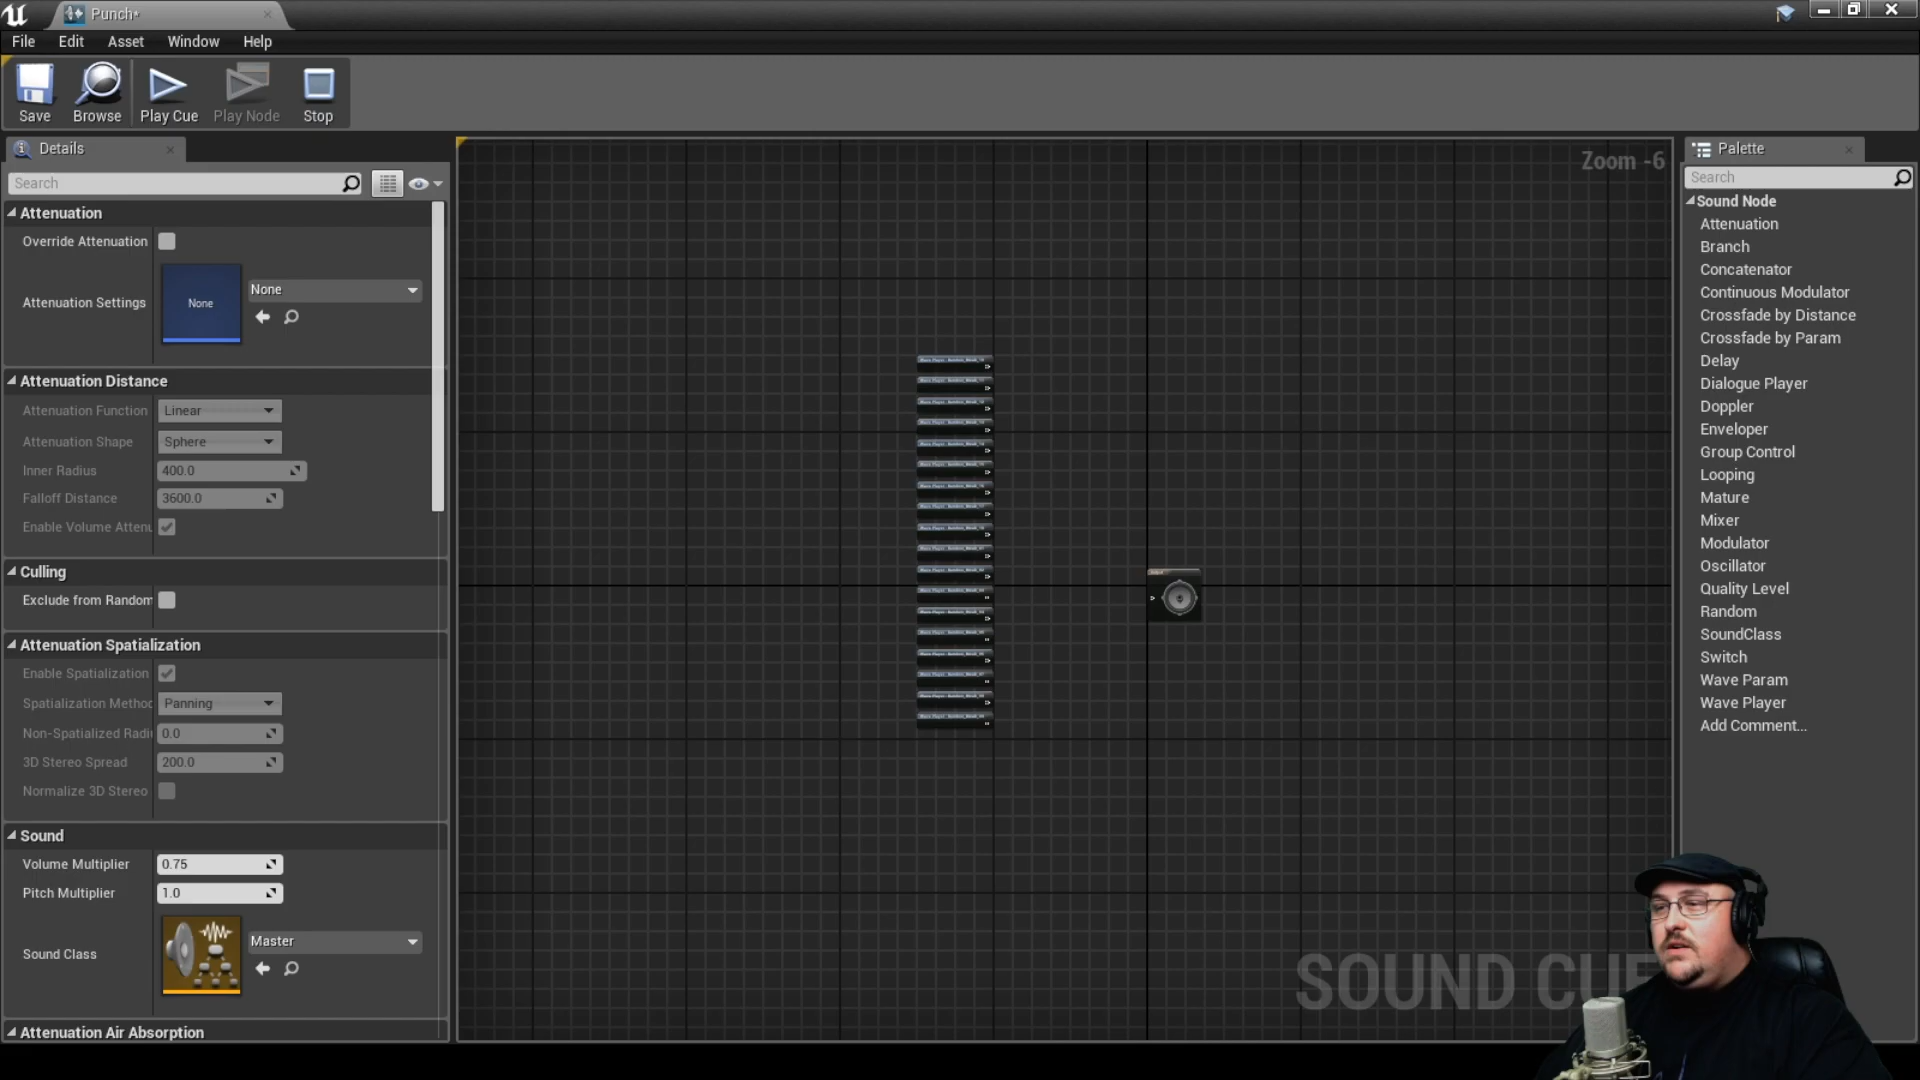 Punch*
File Edit Asset Window Help
Save Browse Play Cue Play Node Stop
Details
Search
Attenuation
Override Attenuation
Attenuation Settings None None
Attenuation Distance
Attenuation Function Linear
Attenuation Shape Sphere
Inner Radius 400.0
Falloff Distance 3600.0
Enable Volume Attenu
Culling
Exclude from Random
Attenuation Spatialization
Enable Spatialization
Spatialization Method Panning
Non-Spatialized Radi 0.0
3D Stereo Spread 200.0
Normalize 3D Stereo
Sound
Volume Multiplier 0.75
Pitch Multiplier 1.0
Sound Class Master
Attenuation Air Absorption
Zoom -6
SOUND CUE
Palette
Search
Sound Node
Attenuation
Branch
Concatenator
Continuous Modulator
Crossfade by Distance
Crossfade by Param
Delay
Dialogue Player
Doppler
Enveloper
Group Control
Looping
Mature
Mixer
Modulator
Oscillator
Quality Level
Random
SoundClass
Switch
Wave Param
Wave Player
Add Comment...